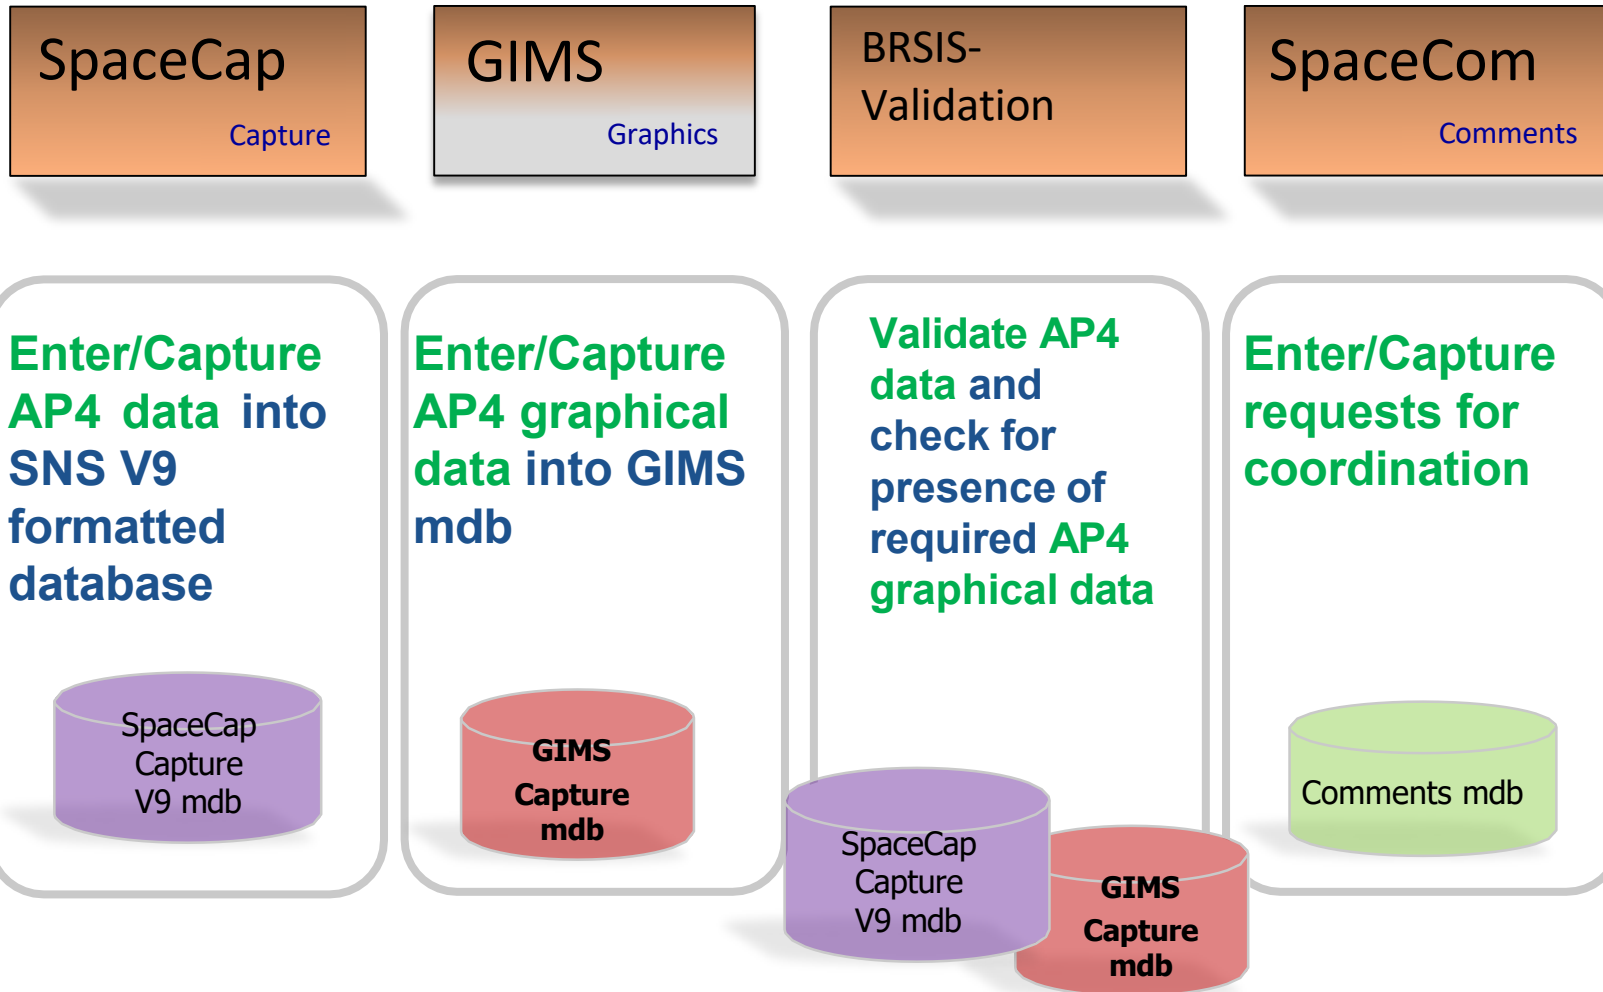 SpaceCap
Capture
GIMS
Graphics
BRSIS-
Validation
SpaceCom
Comments
Enter/Capture
AP4 data into
SNS V9
formatted
database
SpaceCap
Capture
V9 mdb
Enter/Capture
AP4 graphical
data into GIMS
mdb
GIMS
Capture
mdb
Validate AP4
data and
check for
presence of
required AP4
graphical data
SpaceCap
Capture
V9 mdb
GIMS
Capture
mdb
Enter/Capture
requests for
coordination
Comments mdb